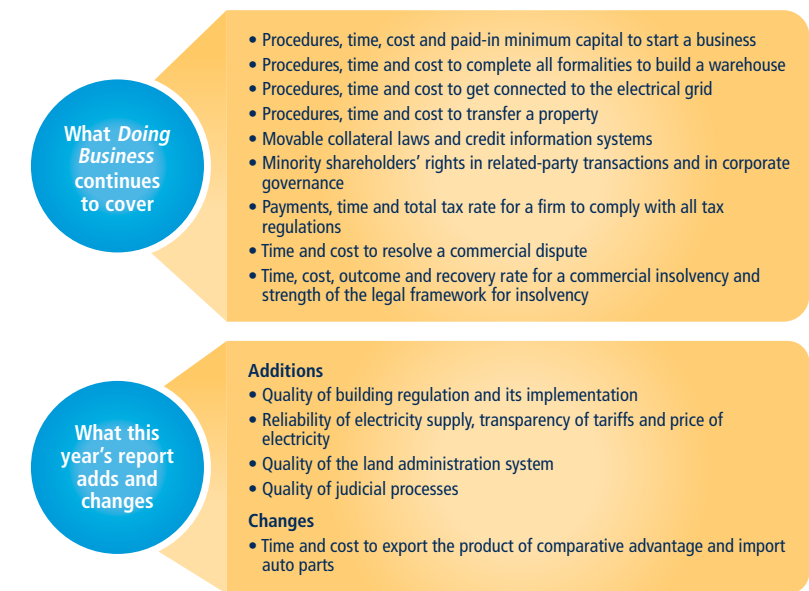 What Doing
Business
continues
to cover
• Procedures, time, cost and paid-in minimum capital to start a business
• Procedures, time and cost to complete all formalities to build a warehouse
• Procedures, time and cost to get connected to the electrical grid
• Procedures, time and cost to transfer a property
• Movable collateral laws and credit information systems
• Minority shareholders’ rights in related-party transactions and in corporate
governance
• Payments, time and total tax rate for a firm to comply with all tax
regulations
• Time and cost to resolve a commercial dispute
• Time, cost, outcome and recovery rate for a commercial insolvency and
strength of the legal framework for insolvency
What this
year’s report
adds and
changes
Additions
• Quality of building regulation and its implementation
• Reliability of electricity supply, transparency of tariffs and price of
electricity
• Quality of the land administration system
• Quality of judicial processes
Changes
• Time and cost to export the product of comparative advantage and import
auto parts